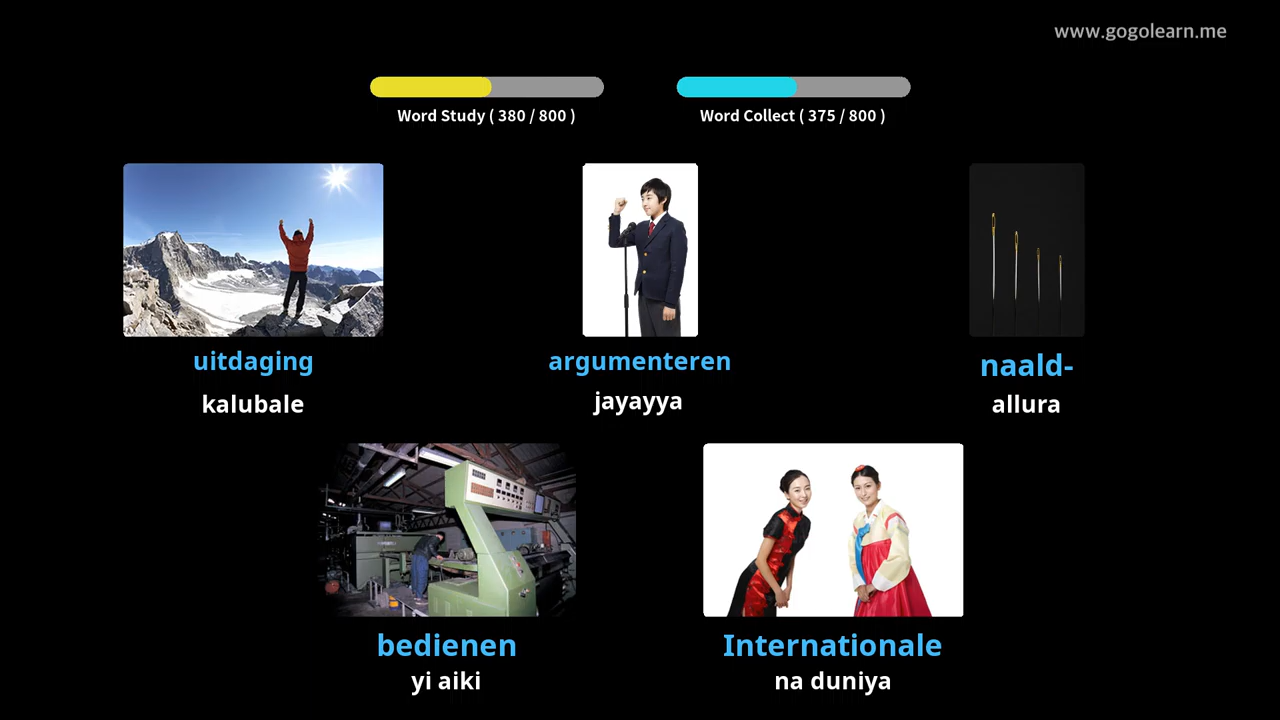 www.gogolearn.me
Word Study ( 380 / 800 )
Word Collect ( 375 / 800 )
uitdaging
kalubale
argumenteren
jayayya
naald-
allura
bedienen
yi aiki
Internationale
na duniya